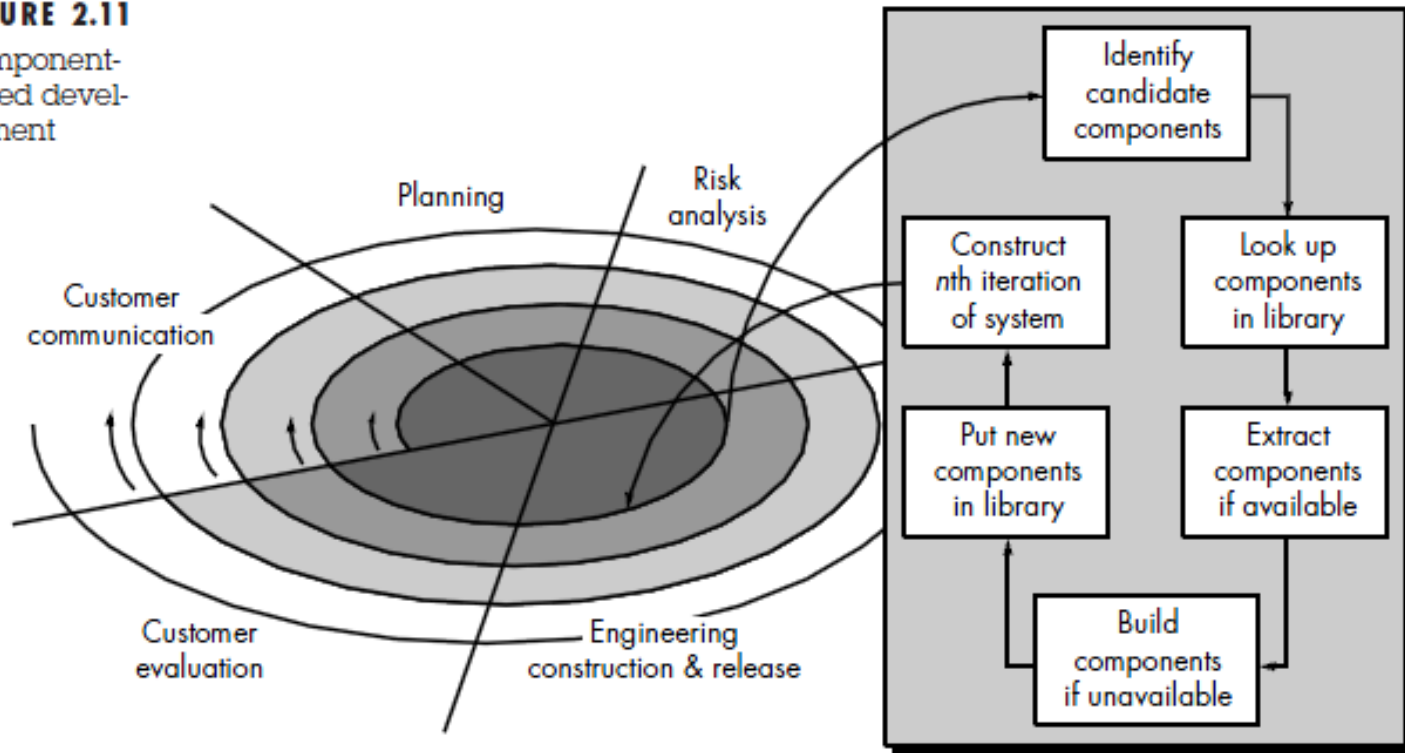 URE 2.11
mponent-
ed devel-
ment
Planning
Risk
analysis
Customer
communication
Customer
evaluation
Engineering
construction & release
Identify
candidate
components
Look up
components
in library
Extract
components
if available
Build
components
if unavailable
Put new
components
in library
Construct
nth iteration
of system